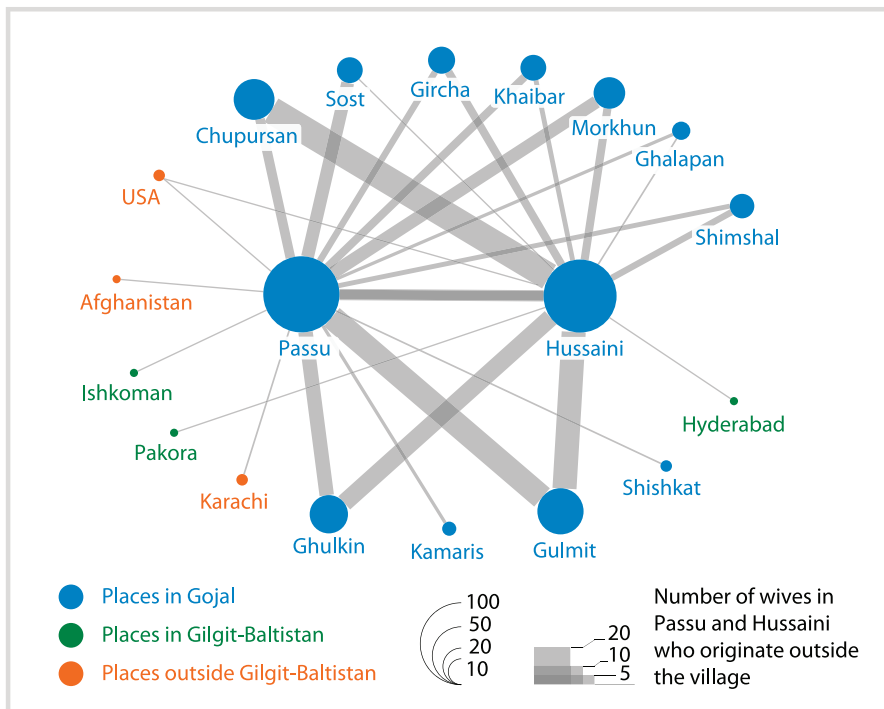 Sost
Gircha
Khaibar
Chupursan
Morkhun
Ghalapan
USA
Shimshal
Afghanistan
Passu
Hussaini
Ishkoman
Hyderabad
Pakora
Karachi
Shishkat
Ghulkin
Kamaris
Gulmit
Places in Gojal
Places in Gilgit-Baltistan
Places outside Gilgit-Baltistan
100
50
20
10
20
10
5
Number of wives in
Passu and Hussaini
who originate outside
the village